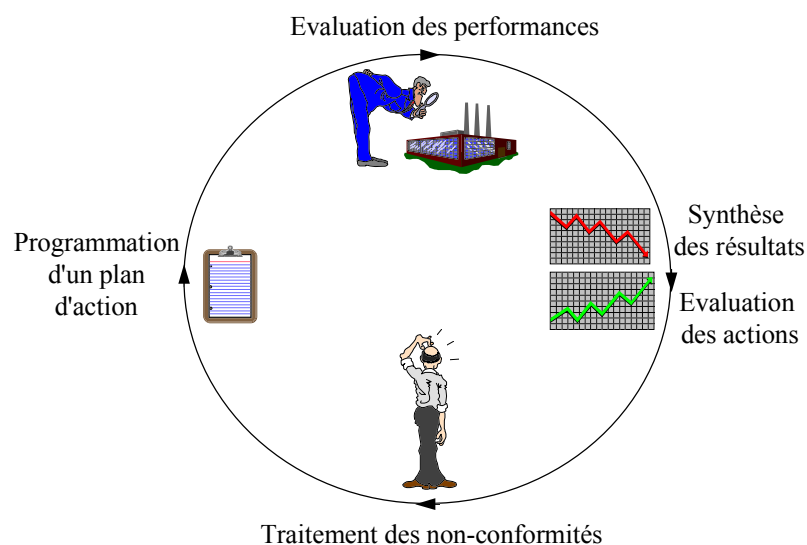 Evaluation des performances
Synthèse
des résultats
Evaluation
des actions
Traitement des non-conformités
Programmation
d'un plan
d'action